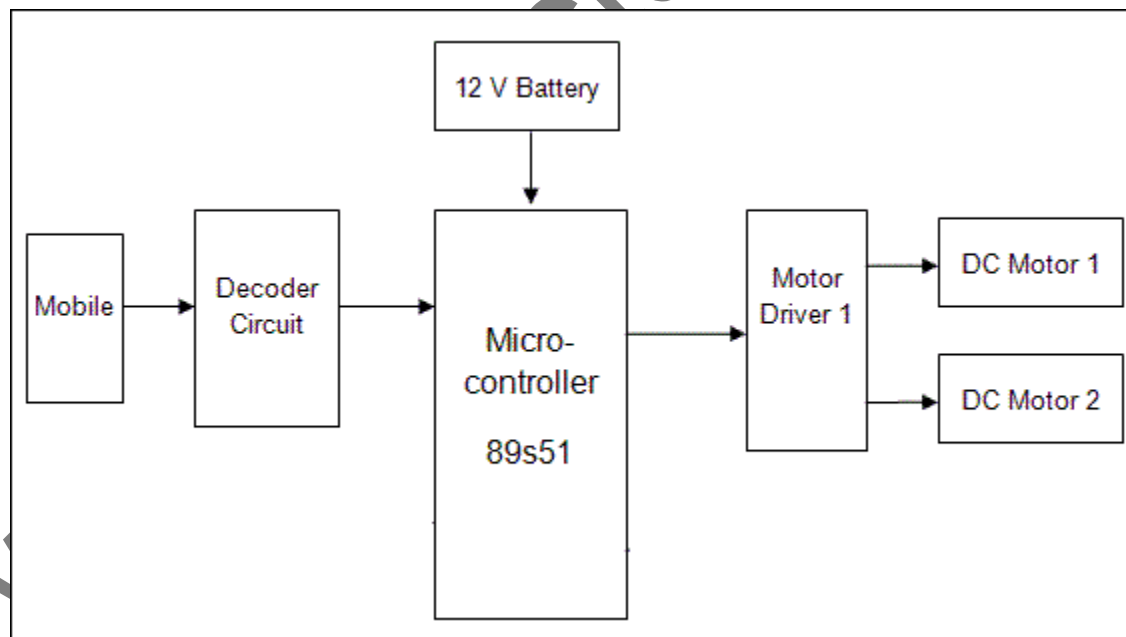 12 V Battery
Mobile
Decoder
Circuit
Micro-
controller
89s51
Motor
Driver 1
DC Motor 1
DC Motor 2